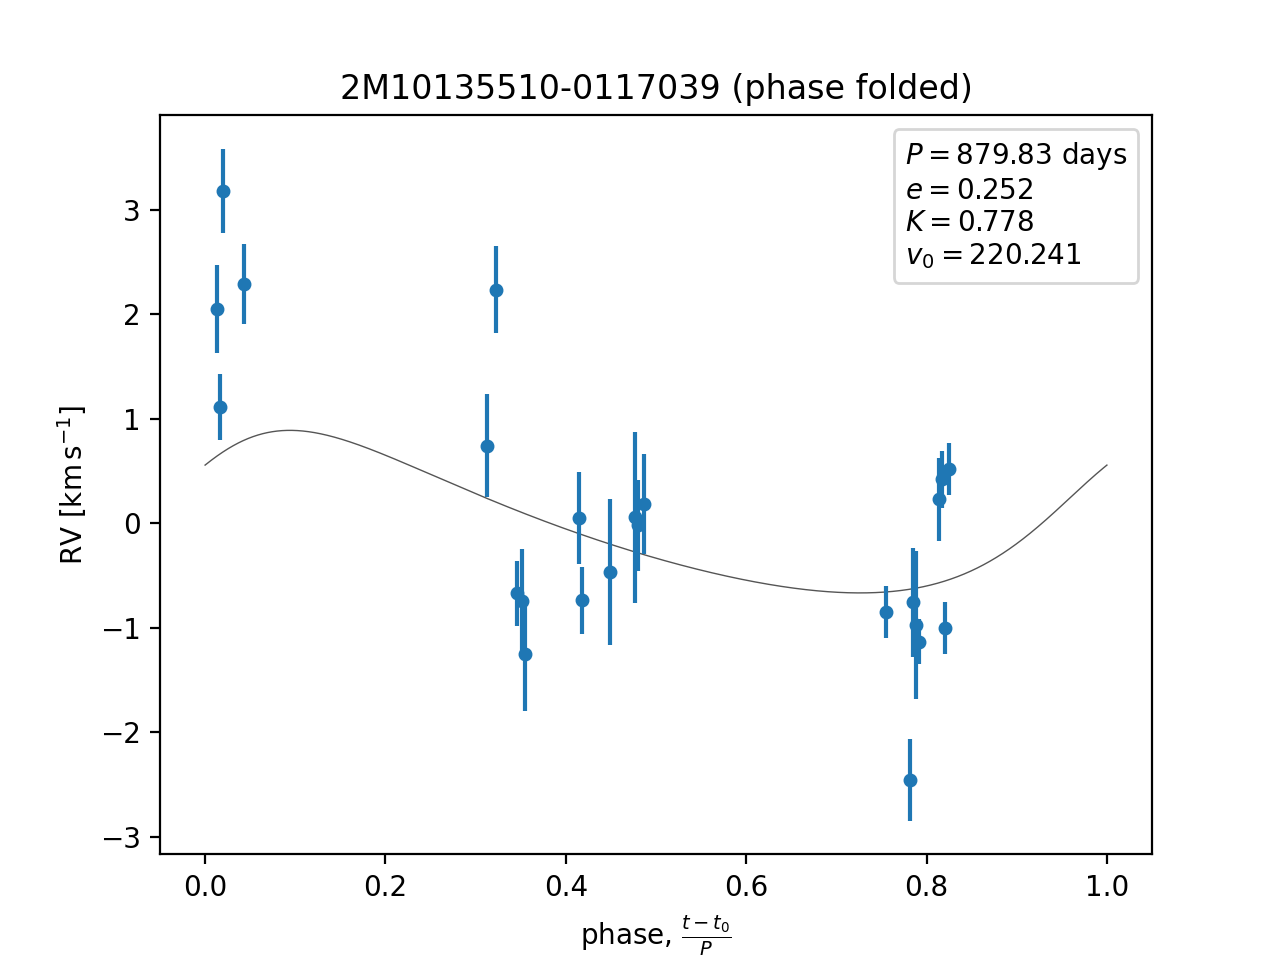 2M10135510-0117039 (phase folded)
P = 879.83 days
e = 0.252
K = 0.778
v₀ = 220.241
RV [km s⁻¹]
3
2
1
0
−1
−2
−3
0.0 0.2 0.4 0.6 0.8 1.0
phase, (t − t₀)/P